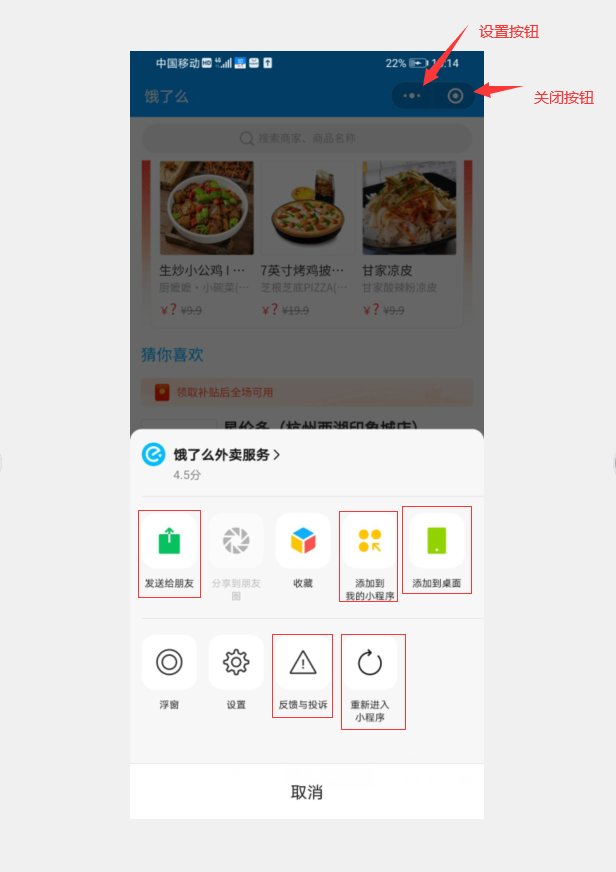 设置按钮
中国移动 HD 4G
22% 14
饿了么
关闭按钮
搜索商家、商品名称
生炒小公鸡 I ··· 7英寸烤鸡披··· 甘家凉皮
厨嬷嬷·小碗菜(··· 芝根芝底PIZZA(··· 甘家酸辣粉凉皮
¥? ¥9.9 ¥? ¥19.9 ¥? ¥9.9
猜你喜欢
领取补贴后全场可用
(杭州西湖印象城店)
饿了么外卖服务
4.5分
发送给朋友 分享到朋友圈 收藏 添加到我的小程序 添加到桌面
浮窗 设置 反馈与投诉 重新进入小程序
取消